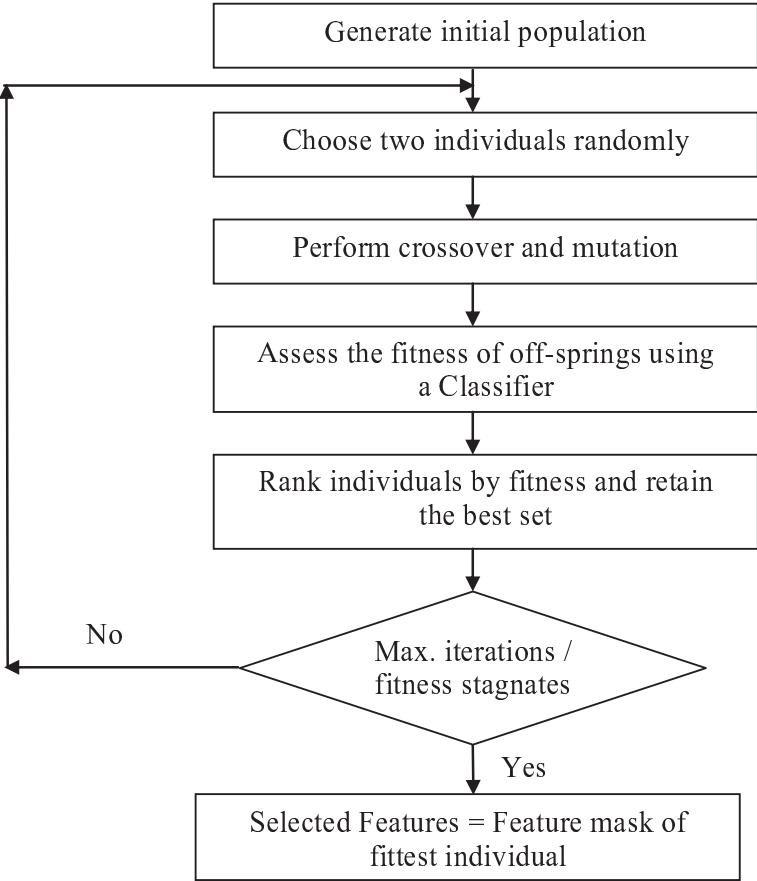 Generate initial population
Choose two individuals randomly
Perform crossover and mutation
Assess the fitness of off-springs using
a Classifier
Rank individuals by fitness and retain
the best set
No
Max. iterations /
fitness stagnates
Yes
Selected Features = Feature mask of
fittest individual